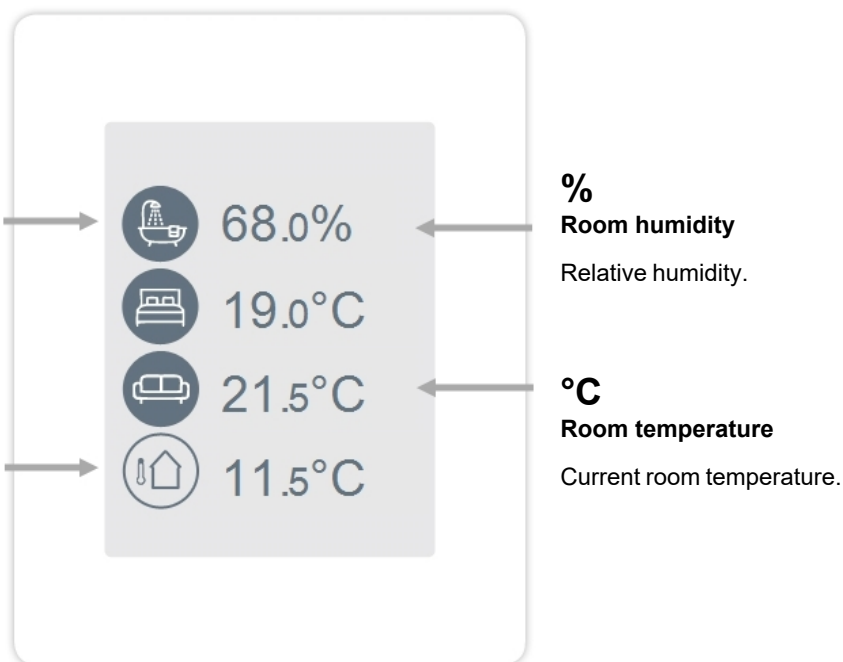 68.0%
19.0°C
21.5°C
11.5°C
%
Room humidity
Relative humidity.
°C
Room temperature
Current room temperature.